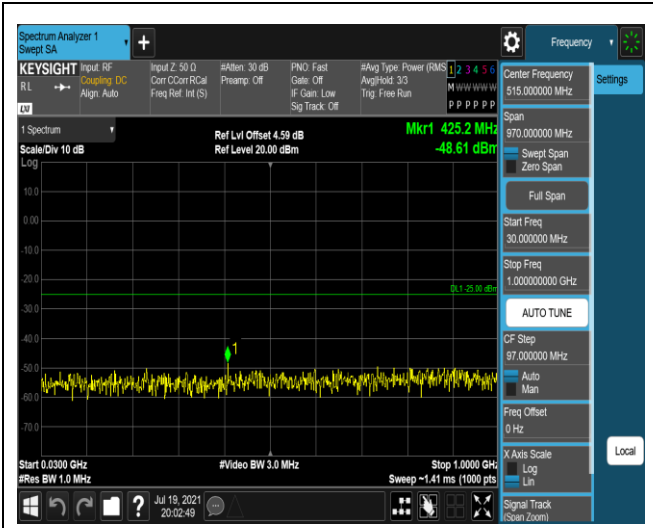 Spectrum Analyzer 1
Swept SA
Frequency
KEYSIGHT
RL
LXI
Input: RF
Coupling: DC
Align: Auto
Input Z: 50 Ω
Corr CCorr RCal
Freq Ref: Int (S)
#Atten: 30 dB
Preamp: Off
PNO: Fast
Gate: Off
IF Gain: Low
Sig Track: Off
#Avg Type: Power (RMS
Avg|Hold: 3/3
Trig: Free Run
1 2 3 4 5 6
M W W W W W
P P P P P P
1 Spectrum
Scale/Div 10 dB
Log
Ref Lvl Offset 4.59 dB
Ref Level 20.00 dBm
Mkr1 425.2 MHz
-48.61 dBm
10.0
0.00
-10.0
-20.0
DL1 -25.00 dBm
-30.0
-40.0
1
-50.0
-60.0
-70.0
Start 0.0300 GHz
#Res BW 1.0 MHz
#Video BW 3.0 MHz
Stop 1.0000 GHz
Sweep ~1.41 ms (1000 pts
?
Jul 19, 2021
20:02:49
Center Frequency
515.000000 MHz
Span
970.000000 MHz
Swept Span
Zero Span
Full Span
Start Freq
30.000000 MHz
Stop Freq
1.000000000 GHz
AUTO TUNE
CF Step
97.000000 MHz
Auto
Man
Freq Offset
0 Hz
X Axis Scale
Log
Lin
Signal Track
(Span Zoom)
Settings
Local